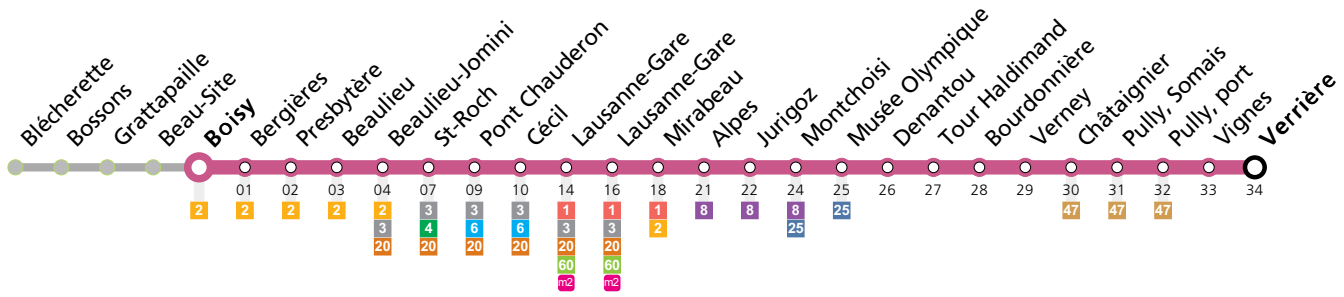 Blécherette
Bossons
Grattapaille
Beau-Site
Boisy
Bergières
Presbytère
Beaulieu
Beaulieu-Jomini
St-Roch
Pont Chauderon
Cécil
Lausanne-Gare
Lausanne-Gare
Mirabeau
Alpes
Jurigoz
Montchoisi
Musée Olympique
Denantou
Tour Haldimand
Bourdonnière
Verney
Châtaignier
Pully, Somais
Pully, port
Vignes
Verrière
01 02 03 04 07 09 10 14 16 18 21 22 24 25 26 27 28 29 30 31 32 33 34
2 2 2 2 2 3 3 3 1 1 1 8 8 8 25 47 47 47
3 4 6 6 3 3 2 25
20 20 20 20 20 20
60 60
m2 m2